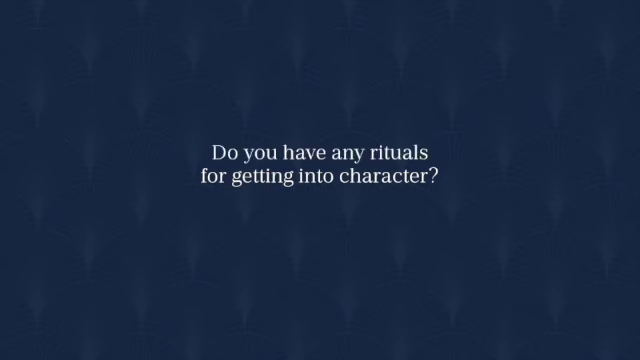 Do you have any rituals
for getting into character?